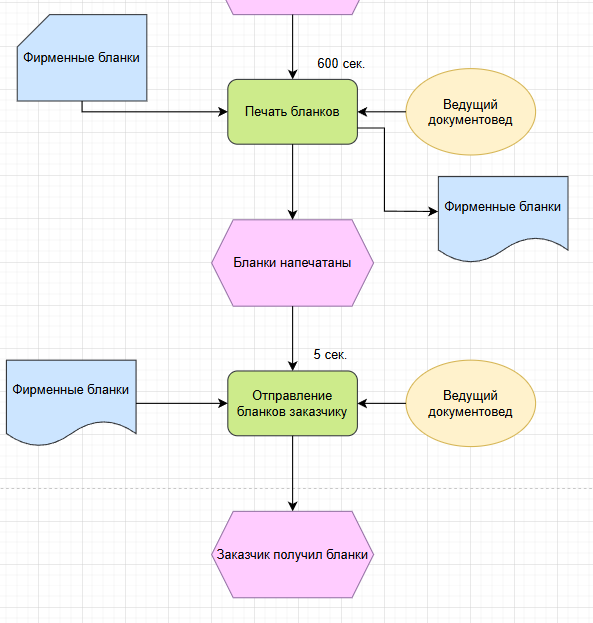 Фирменные бланки
600 сек.
Печать бланков
Ведущий
документовед
Фирменные бланки
Бланки напечатаны
5 сек.
Фирменные бланки
Отправление
бланков заказчику
Ведущий
документовед
Заказчик получил бланки